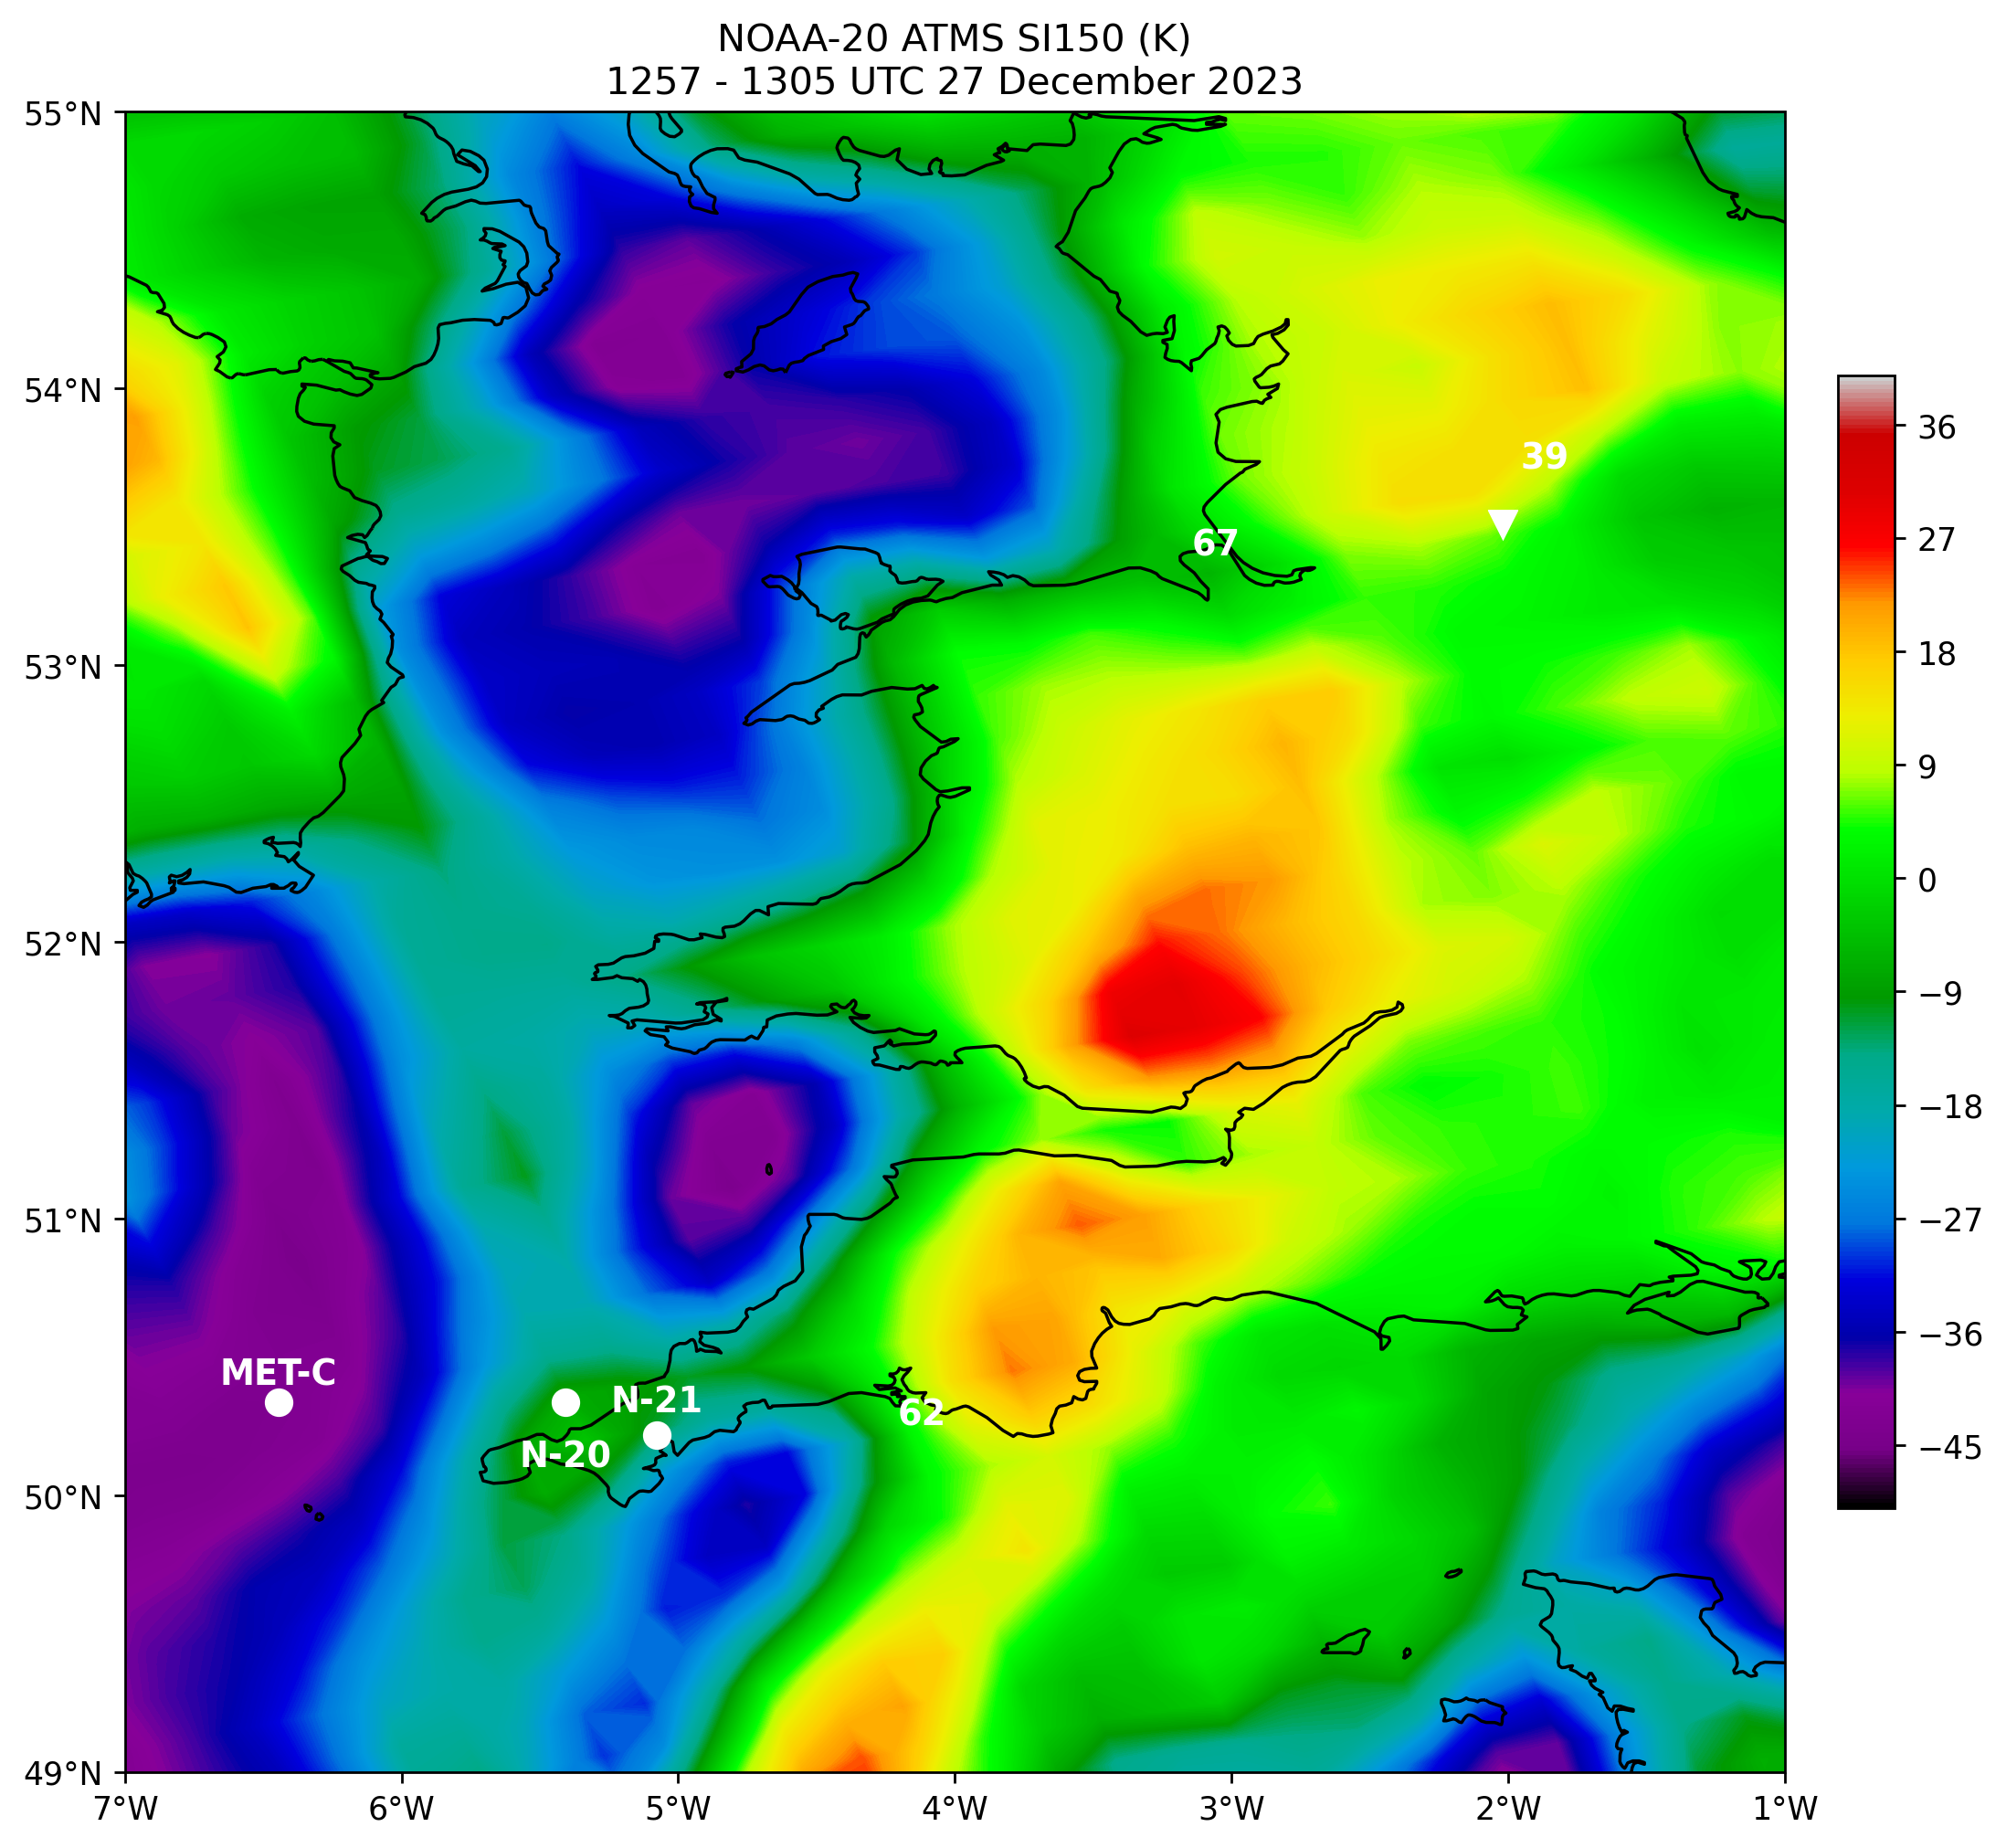 NOAA-20 ATMS SI150 (K)
1257 - 1305 UTC 27 December 2023
55°N
54°N
53°N
52°N
51°N
50°N
49°N
7°W
6°W
5°W
4°W
3°W
2°W
1°W
39
67
MET-C
N-21
62
N-20
36
27
18
9
0
−9
−18
−27
−36
−45